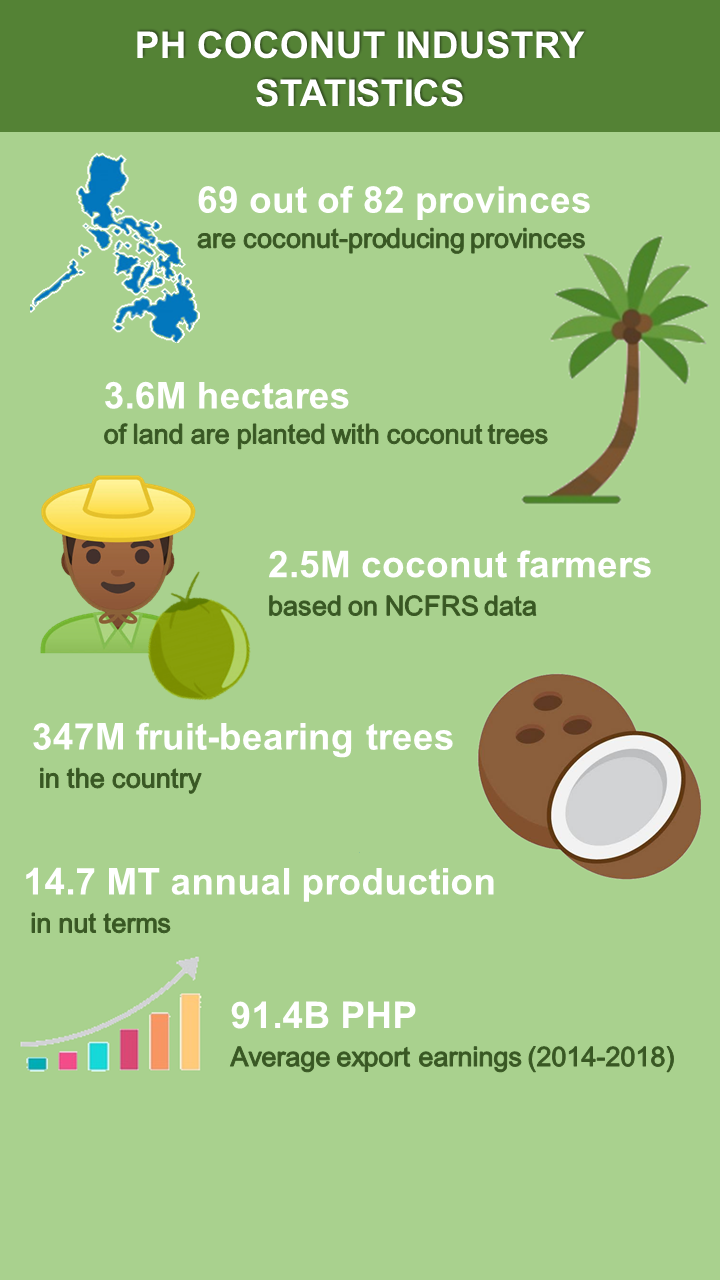 PH COCONUT INDUSTRY
STATISTICS
69 out of 82 provinces
are coconut-producing provinces
3.6M hectares
of land are planted with coconut trees
2.5M coconut farmers
based on NCFRS data
347M fruit-bearing trees
in the country
14.7 MT annual production
in nut terms
91.4B PHP
Average export earnings (2014-2018)